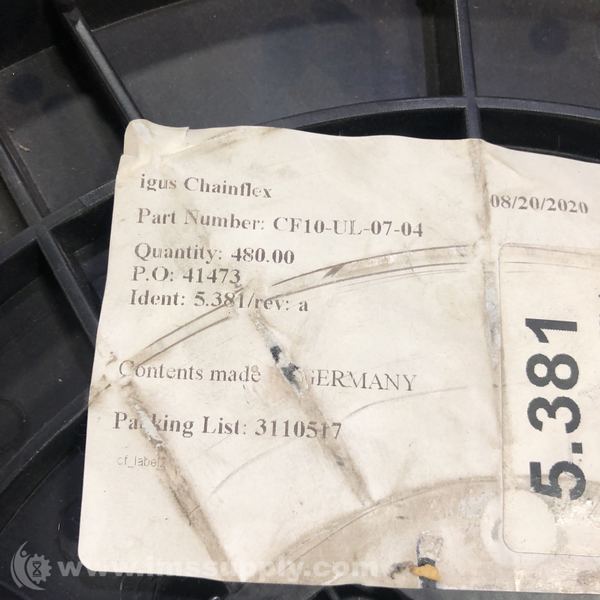 igus Chainflex
08/20/2020
Part Number: CF10-UL-07-04
Quantity: 480.00
P.O: 41473
Ident: 5.381/rev: a
Contents made GERMANY
Packing List: 3110517
cf_label2
5.381
www.imssupply.com